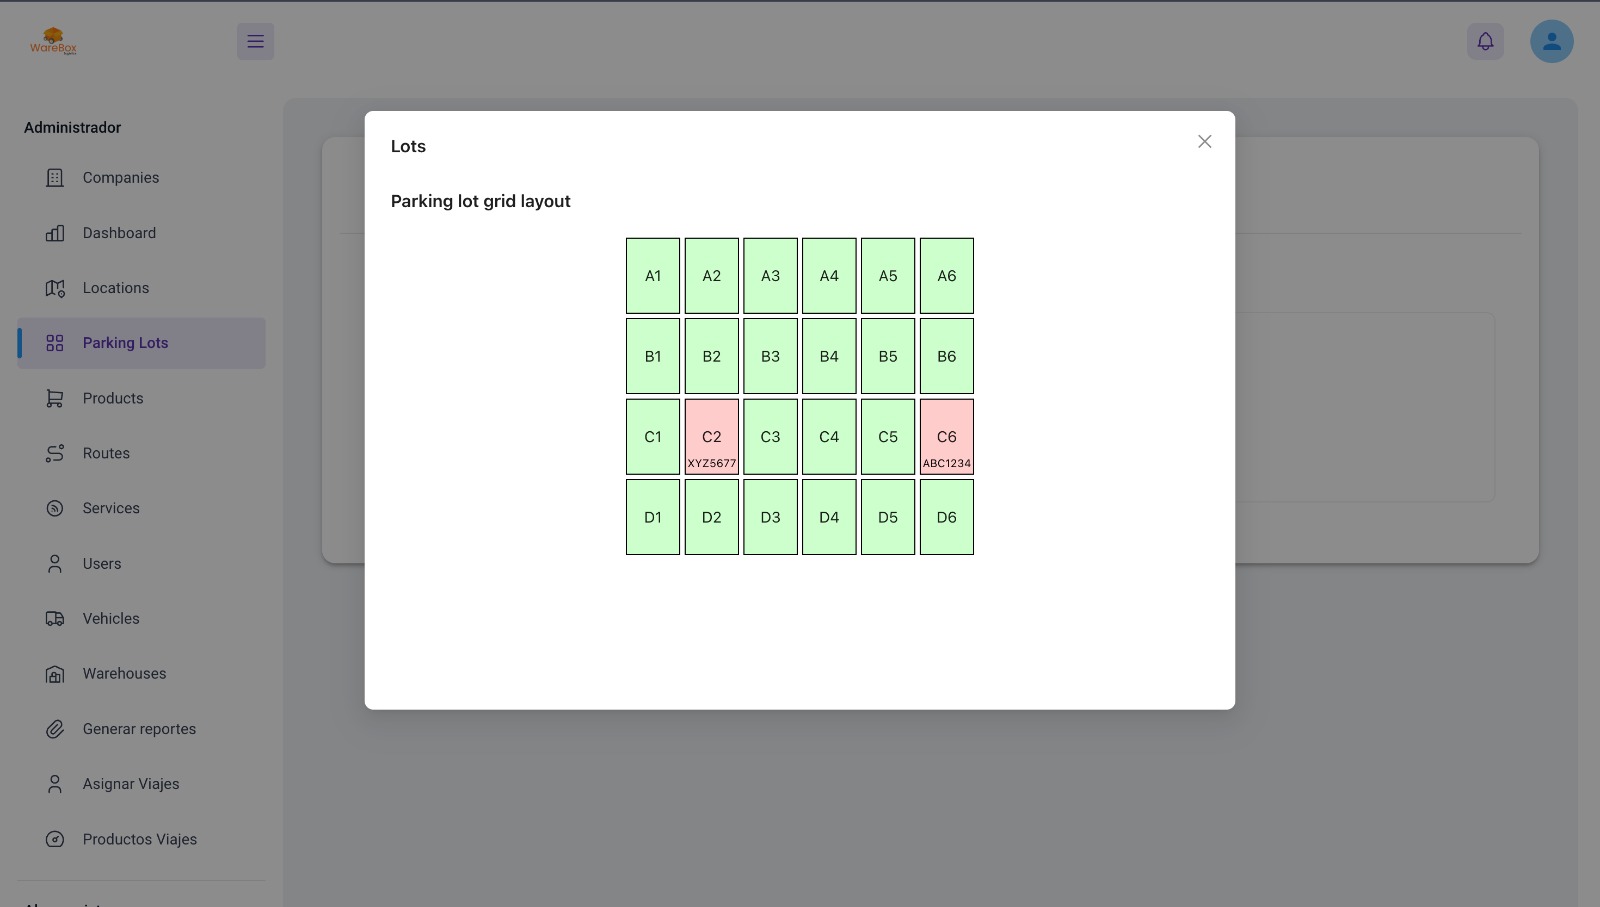 WareBox
Administrador
Companies
Dashboard
Locations
Parking Lots
Products
Routes
Services
Users
Vehicles
Warehouses
Generar reportes
Asignar Viajes
Productos Viajes
Lots
Parking lot grid layout
A1 A2 A3 A4 A5 A6
B1 B2 B3 B4 B5 B6
C1 C2 C3 C4 C5 C6
XYZ5677 ABC1234
D1 D2 D3 D4 D5 D6